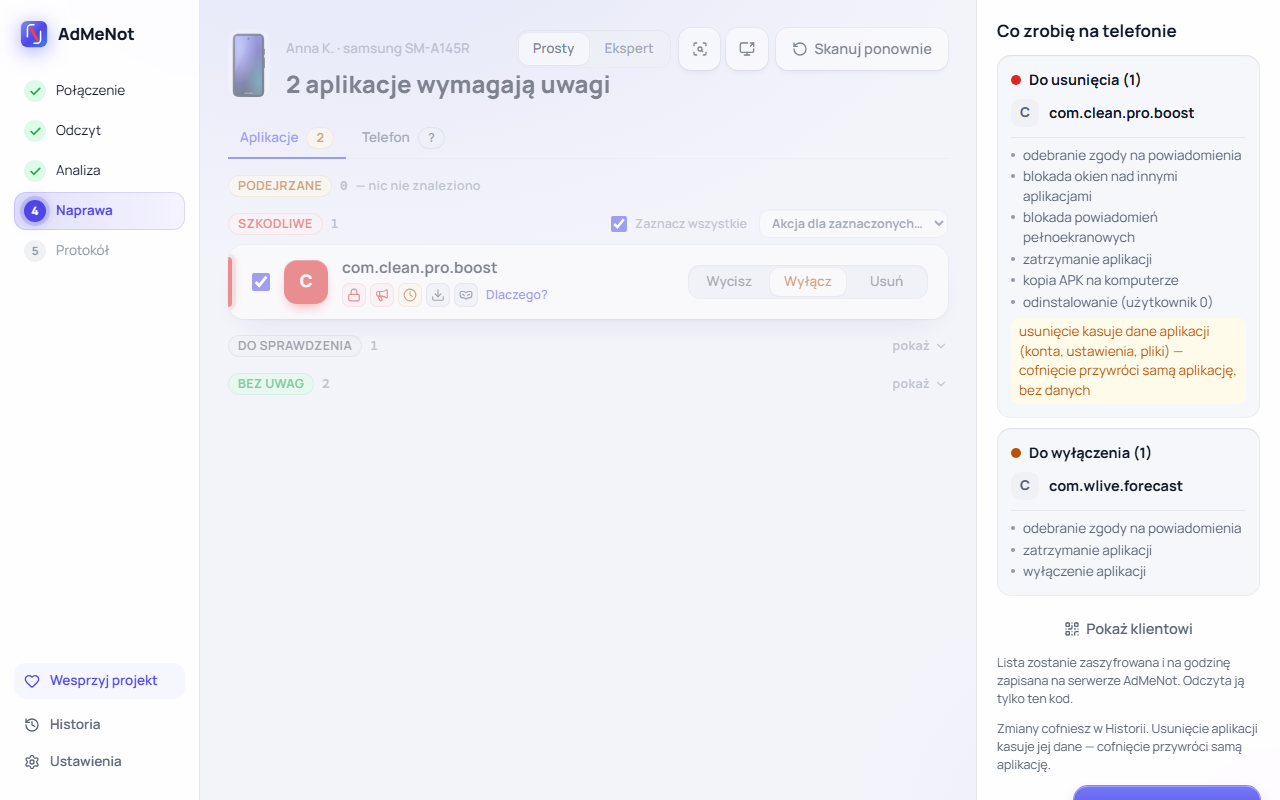 AdMeNot
Połączenie
Odczyt
Analiza
4 Naprawa
5 Protokół
Wesprzyj projekt
Historia
Ustawienia
Anna K. · samsung SM-A145R
Prosty
Ekspert
Skanuj ponownie
2 aplikacje wymagają uwagi
Aplikacje 2
Telefon ?
PODEJRZANE 0 — nic nie znaleziono
SZKODLIWE 1
Zaznacz wszystkie
Akcja dla zaznaczonych...
C
com.clean.pro.boost
Dlaczego?
Wycisz
Wyłącz
Usuń
DO SPRAWDZENIA 1
pokaż
BEZ UWAG 2
pokaż
Co zrobię na telefonie
Do usunięcia (1)
C com.clean.pro.boost
• odebranie zgody na powiadomienia
• blokada okien nad innymi
aplikacjami
• blokada powiadomień
pełnoekranowych
• zatrzymanie aplikacji
• kopia APK na komputerze
• odinstalowanie (użytkownik 0)
usunięcie kasuje dane aplikacji
(konta, ustawienia, pliki) —
cofnięcie przywróci samą aplikację,
bez danych
Do wyłączenia (1)
C com.wlive.forecast
• odebranie zgody na powiadomienia
• zatrzymanie aplikacji
• wyłączenie aplikacji
Pokaż klientowi
Lista zostanie zaszyfrowana i na godzinę
zapisana na serwerze AdMeNot. Odczyta ją
tylko ten kod.
Zmiany cofniesz w Historii. Usunięcie aplikacji
kasuje jej dane — cofnięcie przywróci samą
aplikację.